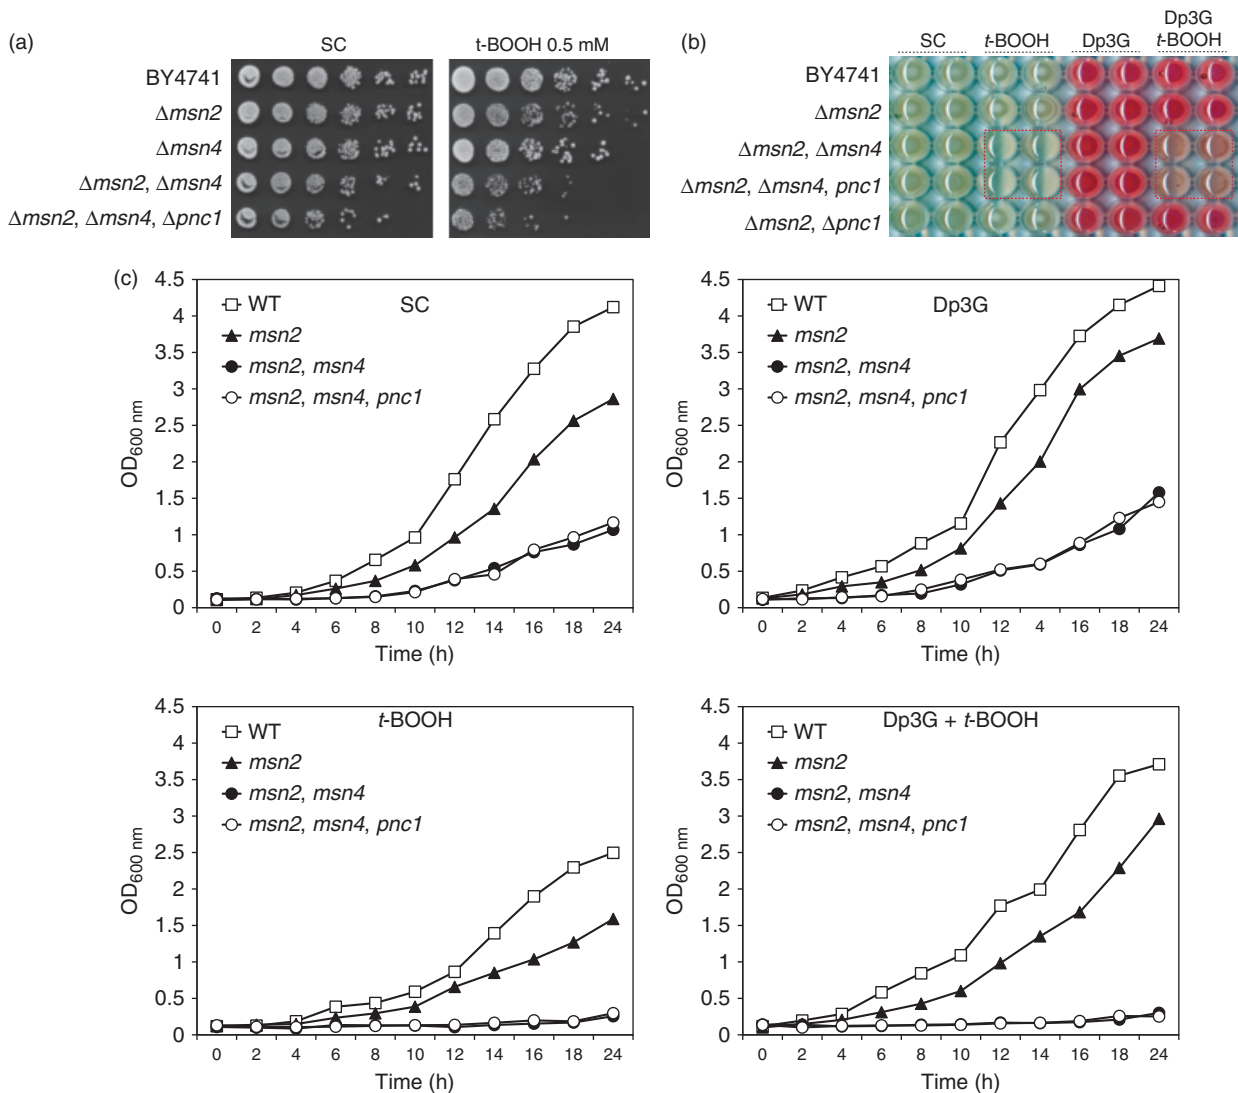 (a)
SC
t-BOOH 0.5 mM
BY4741
Δmsn2
Δmsn4
Δmsn2, Δmsn4
Δmsn2, Δmsn4, Δpnc1
(b)
SC
t-BOOH
Dp3G
Dp3G
t-BOOH
BY4741
Δmsn2
Δmsn2, Δmsn4
Δmsn2, Δmsn4, pnc1
Δmsn2, Δpnc1
(c)
SC
WT
msn2
msn2, msn4
msn2, msn4, pnc1
OD600 nm
4.5
4
3.5
3
2.5
2
1.5
1
0.5
0
0 2 4 6 8 10 12 14 16 18 24
Time (h)
Dp3G
WT
msn2
msn2, msn4
msn2, msn4, pnc1
OD600 nm
4.5
4
3.5
3
2.5
2
1.5
1
0.5
0
0 2 4 6 8 10 12 4 16 18 24
Time (h)
t-BOOH
WT
msn2
msn2, msn4
msn2, msn4, pnc1
OD600 nm
4.5
4
3.5
3
2.5
2
1.5
1
0.5
0
0 2 4 6 8 10 12 14 16 18 24
Time (h)
Dp3G + t-BOOH
WT
msn2
msn2, msn4
msn2, msn4, pnc1
OD600 nm
4.5
4
3.5
3
2.5
2
1.5
1
0.5
0
0 2 4 6 8 10 12 14 16 18 24
Time (h)